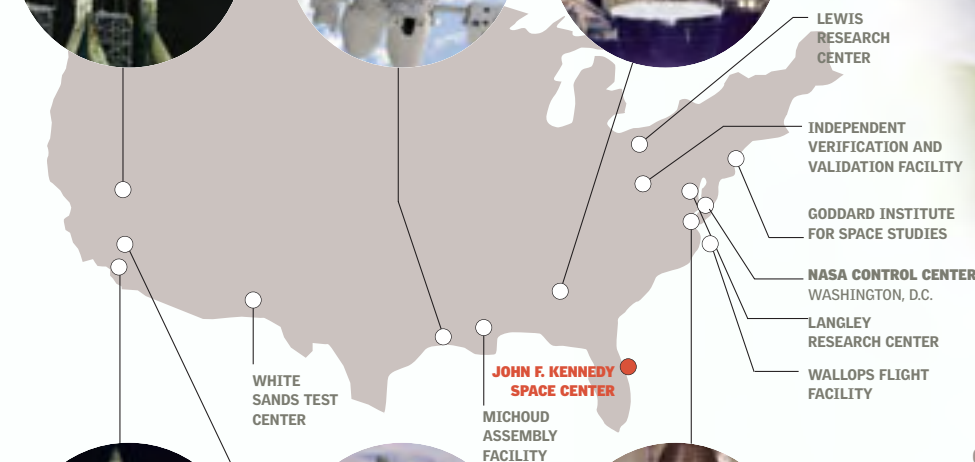 LEWIS
RESEARCH
CENTER
INDEPENDENT
VERIFICATION AND
VALIDATION FACILITY
GODDARD INSTITUTE
FOR SPACE STUDIES
NASA CONTROL CENTER
WASHINGTON, D.C.
LANGLEY
RESEARCH CENTER
WALLOPS FLIGHT
FACILITY
JOHN F. KENNEDY
SPACE CENTER
WHITE
SANDS TEST
CENTER
MICHOUD
ASSEMBLY
FACILITY